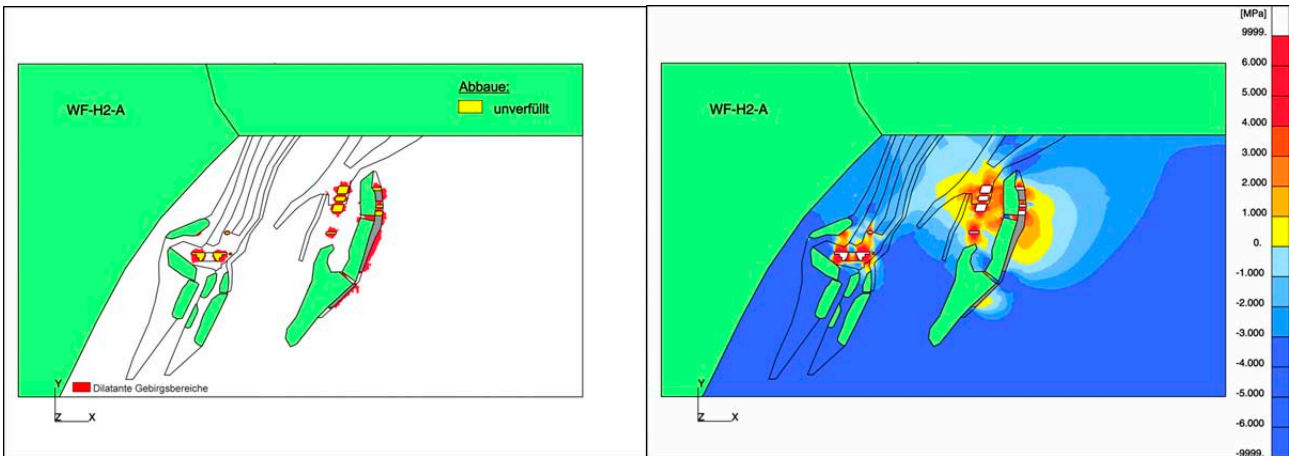 WF-H2-A
Abbaue:
unverfüllt
Dilatante Gebirgsbereiche
Y
Z X
WF-H2-A
Y
Z X
[MPa]
9999.
6.000
5.000
4.000
3.000
2.000
1.000
0.
-1.000
-2.000
-3.000
-4.000
-5.000
-6.000
-9999.